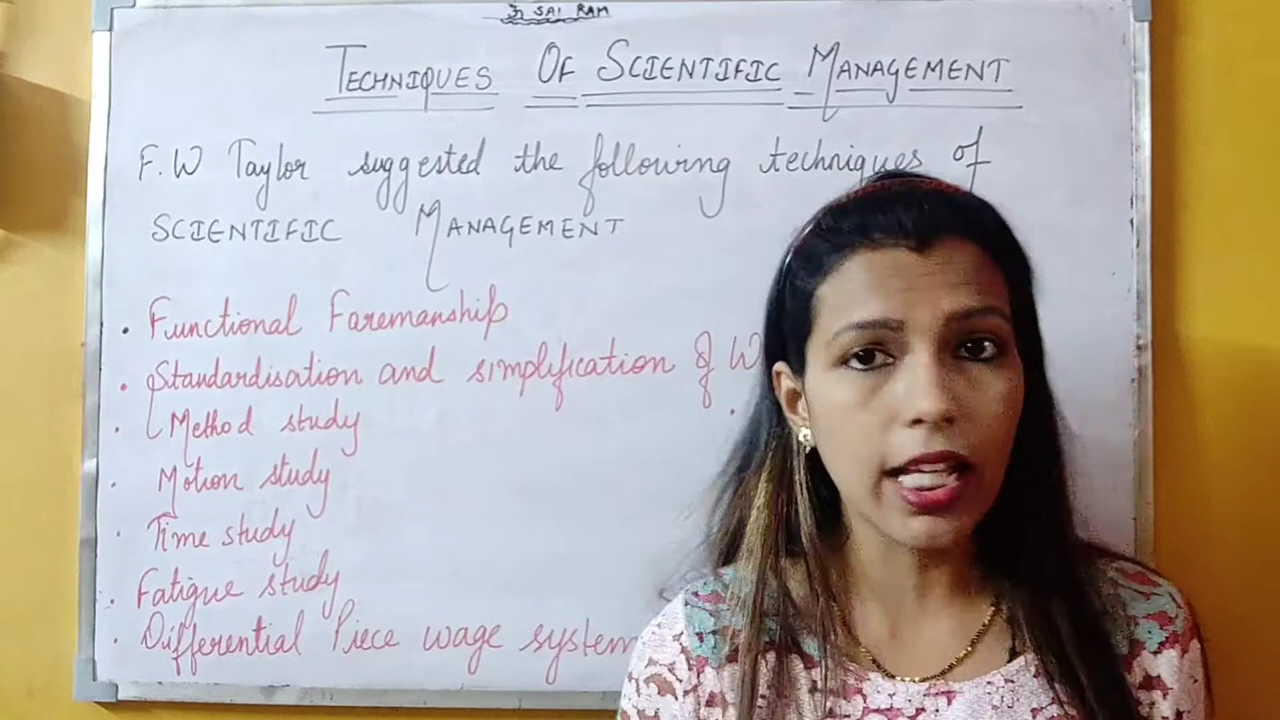 ॐ SAI RAM
TECHNIQUES OF SCIENTIFIC MANAGEMENT
F.W Taylor suggested the following techniques of
SCIENTIFIC MANAGEMENT
• Functional Foremanship
• Standardisation and simplification of W
• Method study
• Motion study
• Time study
• Fatigue study
• Differential Piece wage system